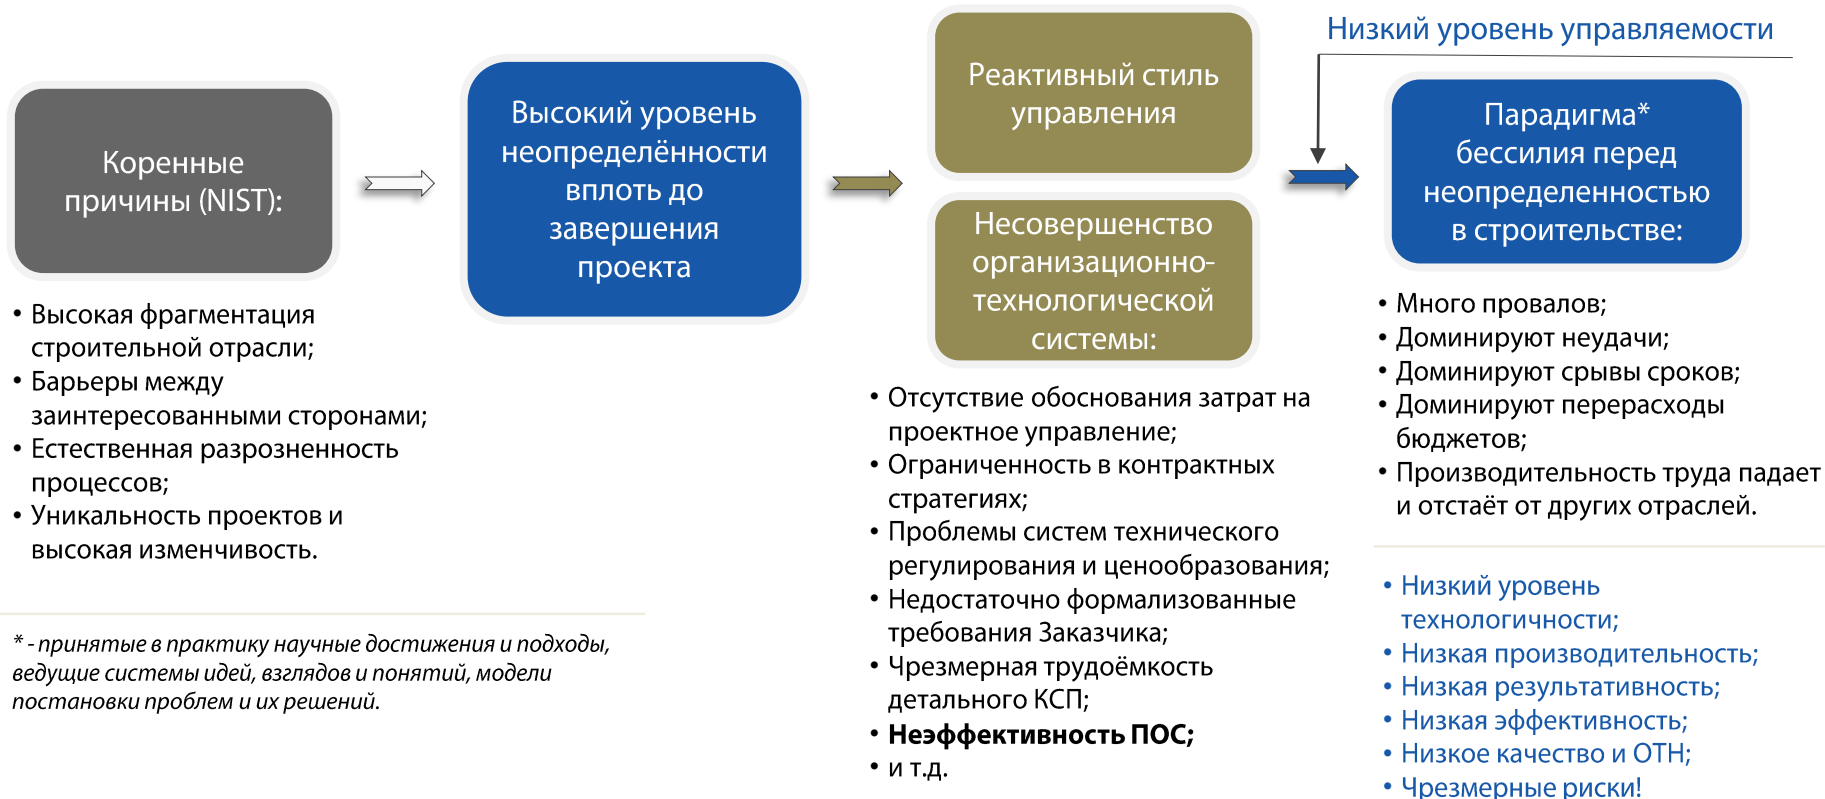 Низкий уровень управляемости
Коренные
причины (NIST):
• Высокая фрагментация
строительной отрасли;
• Барьеры между
заинтересованными сторонами;
• Естественная разрозненность
процессов;
• Уникальность проектов и
высокая изменчивость.
* - принятые в практику научные достижения и подходы,
ведущие системы идей, взглядов и понятий, модели
постановки проблем и их решений.
Высокий уровень
неопределённости
вплоть до
завершения
проекта
Реактивный стиль
управления
Несовершенство
организационно-
технологической
системы:
• Отсутствие обоснования затрат на
проектное управление;
• Ограниченность в контрактных
стратегиях;
• Проблемы систем технического
регулирования и ценообразования;
• Недостаточно формализованные
требования Заказчика;
• Чрезмерная трудоёмкость
детального КСП;
• Неэффективность ПОС;
• и т.д.
Парадигма*
бессилия перед
неопределенностью
в строительстве:
• Много провалов;
• Доминируют неудачи;
• Доминируют срывы сроков;
• Доминируют перерасходы
бюджетов;
• Производительность труда падает
и отстаёт от других отраслей.
• Низкий уровень
технологичности;
• Низкая производительность;
• Низкая результативность;
• Низкая эффективность;
• Низкое качество и ОТН;
• Чрезмерные риски!